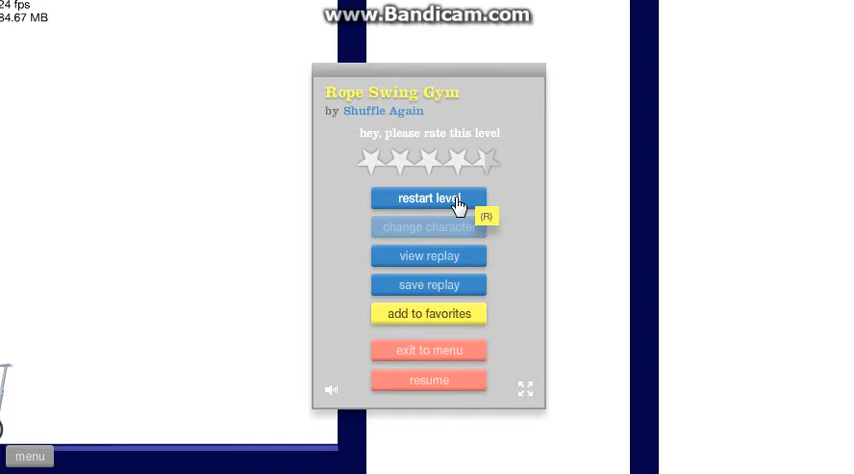 24 fps
84.67 MB
www.Bandicam.com
Rope Swing Gym
by Shuffle Again
hey, please rate this level
restart level
(R)
change character
view replay
save replay
add to favorites
exit to menu
resume
menu